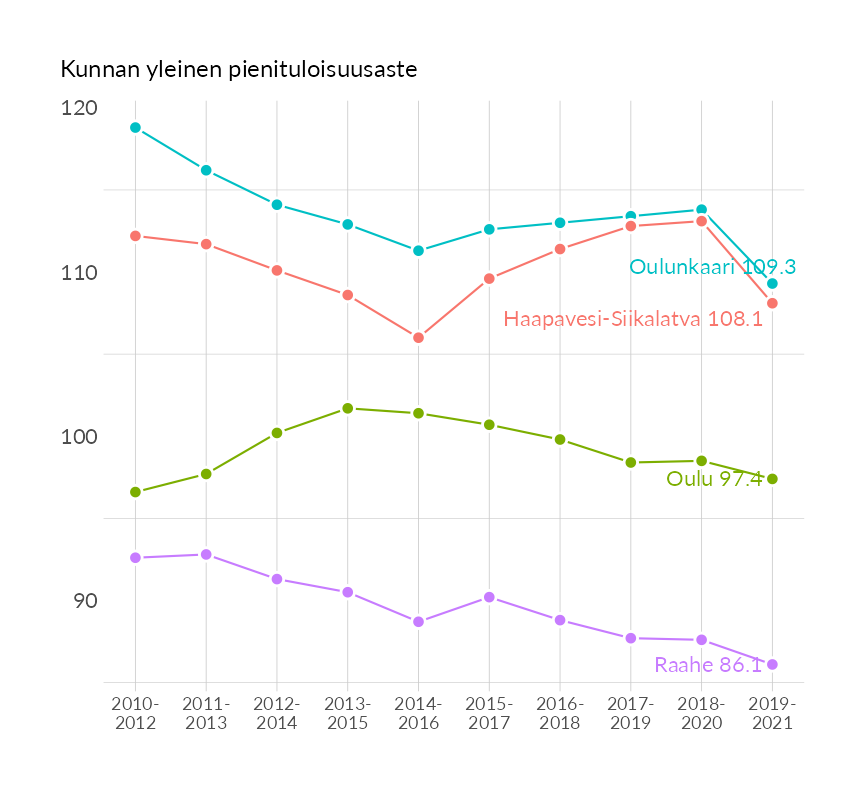 Kunnan yleinen pienituloisuusaste
120
110
100
90
Oulunkaari 109.3
Haapavesi-Siikalatva 108.1
Oulu 97.4
Raahe 86.1
2010- 2011- 2012- 2013- 2014- 2015- 2016- 2017- 2018- 2019-
2012 2013 2014 2015 2016 2017 2018 2019 2020 2021